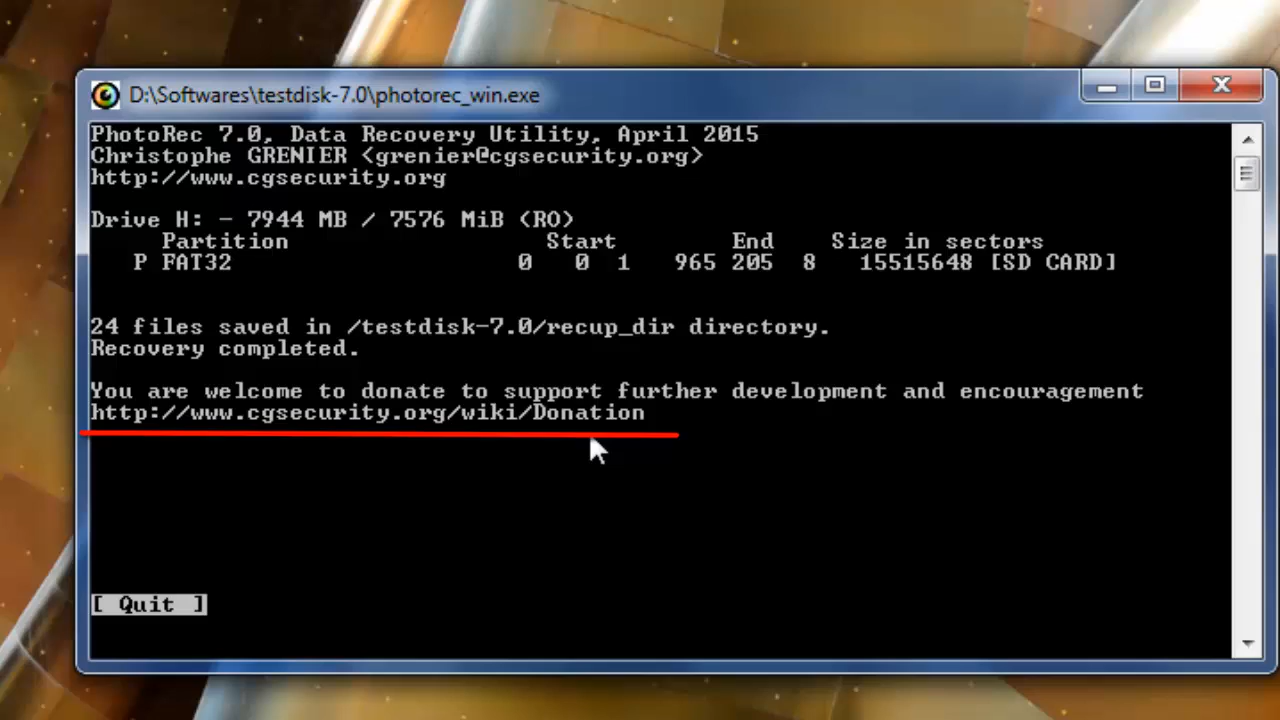 D:\Softwares\testdisk-7.0\photorec_win.exe
PhotoRec 7.0, Data Recovery Utility, April 2015
Christophe GRENIER <grenier@cgsecurity.org>
http://www.cgsecurity.org
Drive H: - 7944 MB / 7576 MiB (RO)
Partition Start End Size in sectors
P FAT32 0 0 1 965 205 8 15515648 [SD CARD]
24 files saved in /testdisk-7.0/recup_dir directory.
Recovery completed.
You are welcome to donate to support further development and encouragement
http://www.cgsecurity.org/wiki/Donation
[ Quit ]